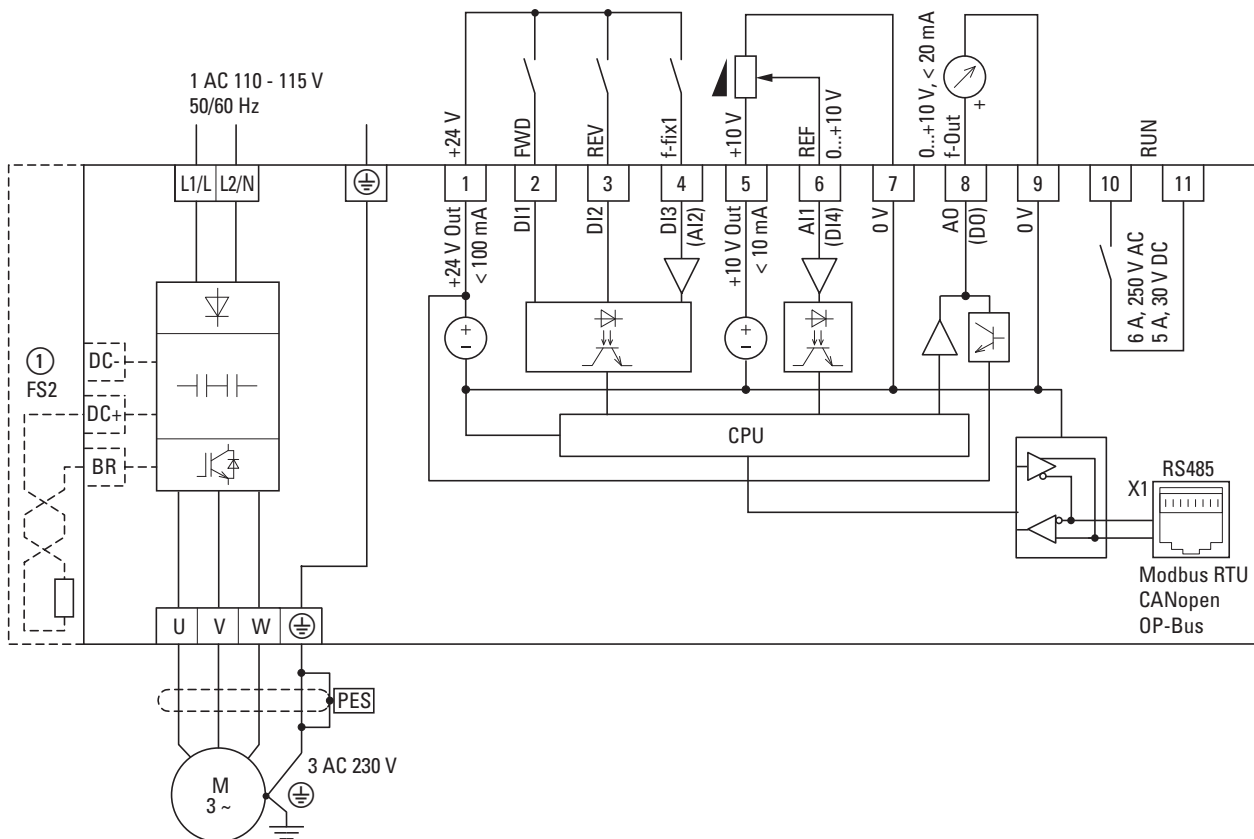 1 AC 110 - 115 V
50/60 Hz
+24 V
FWD
REV
f-fix1
+10 V
REF
0...+10 V
0...+10 V, < 20 mA
f-Out
+
RUN
L1/L
L2/N
1
2
3
4
5
6
7
8
9
10
11
+24 V Out
< 100 mA
DI1
DI2
DI3
(AI2)
+10 V Out
< 10 mA
AI1
(DI4)
0 V
AO
(DO)
0 V
6 A, 250 V AC
5 A, 30 V DC
+
-
+
-
1
FS2
DC-
DC+
BR
CPU
RS485
X1
Modbus RTU
CANopen
OP-Bus
U
V
W
PES
3 AC 230 V
M
3 ~